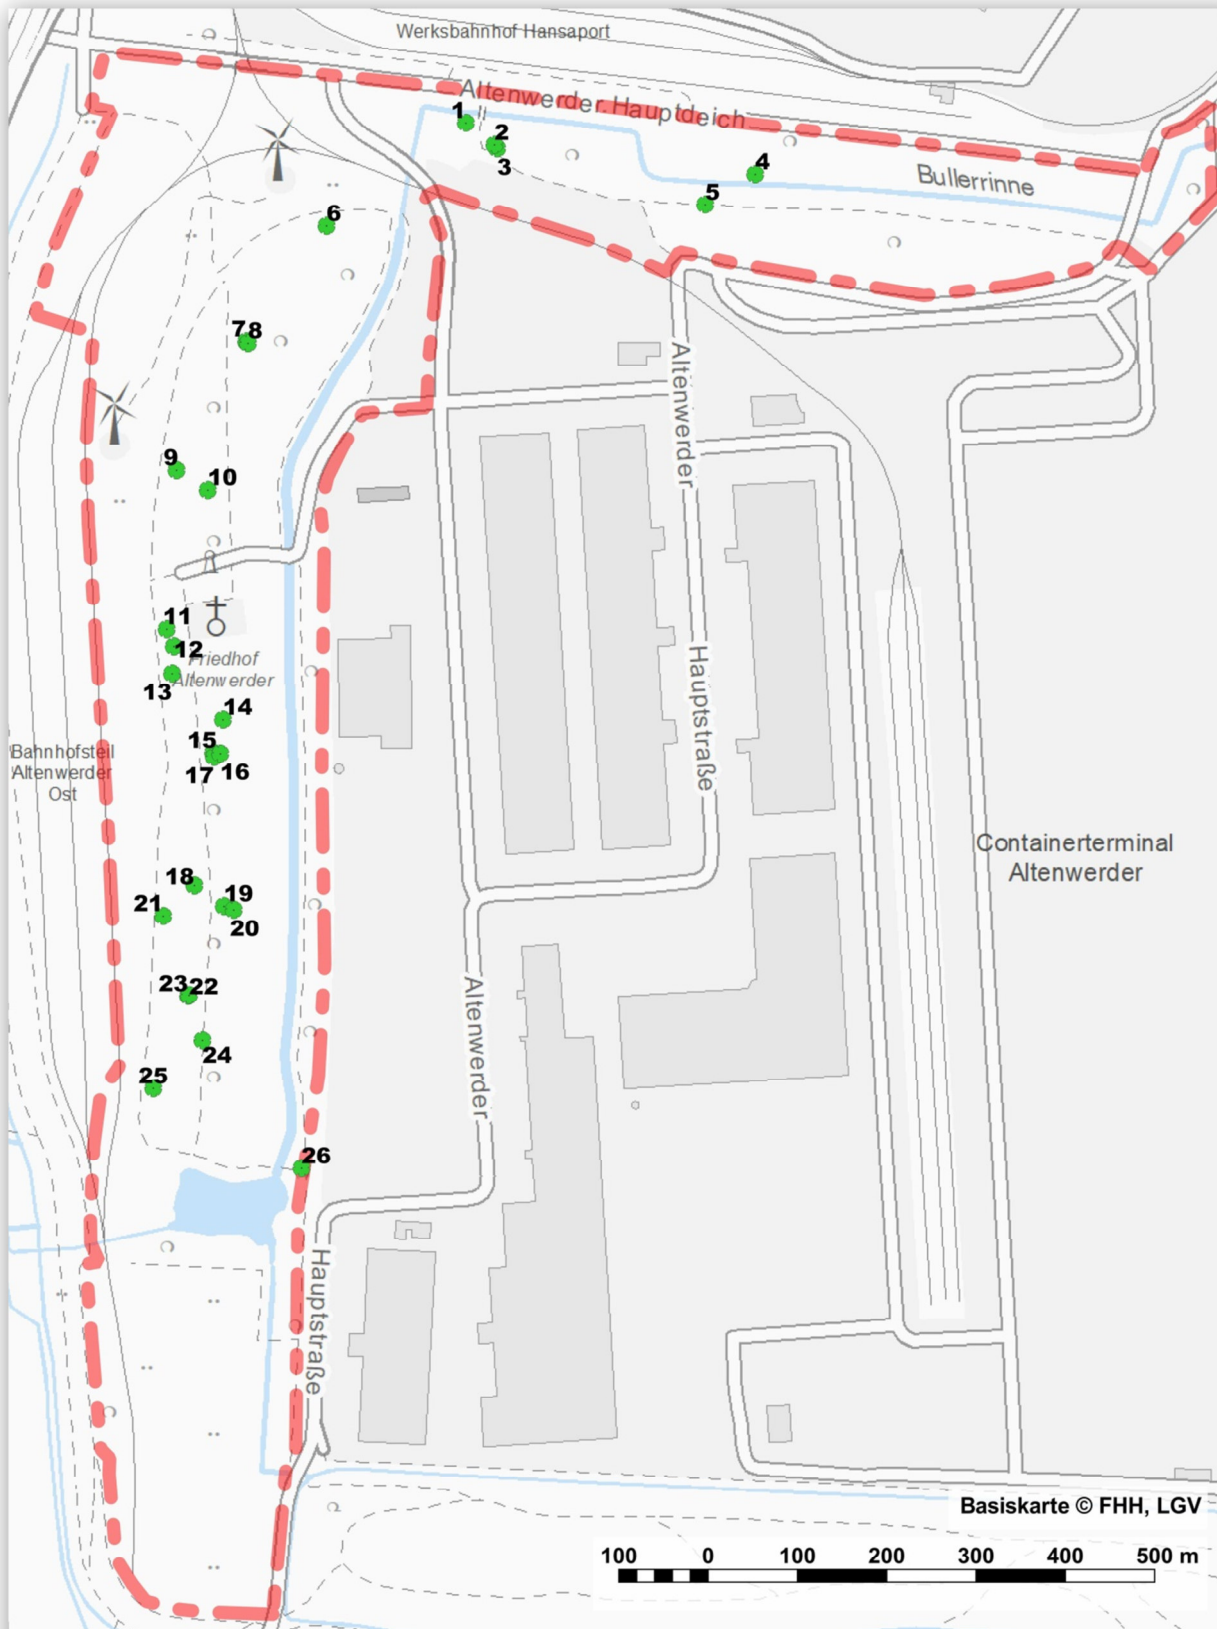 Werksbahnhof Hansaport
Altenwerder Hauptdeich
1
2
3
4
5
Bullerrinne
6
7 8
Altenwerder
9
10
11
12
Friedhof
Altenwerder
13
14
Hauptstraße
15
17 16
Bahnhofsteil
Altenwerder
Ost
Containerterminal
Altenwerder
18
19
21
20
23 22
Altenwerder
24
25
26
Hauptstraße
Basiskarte © FHH, LGV
100 0 100 200 300 400 500 m